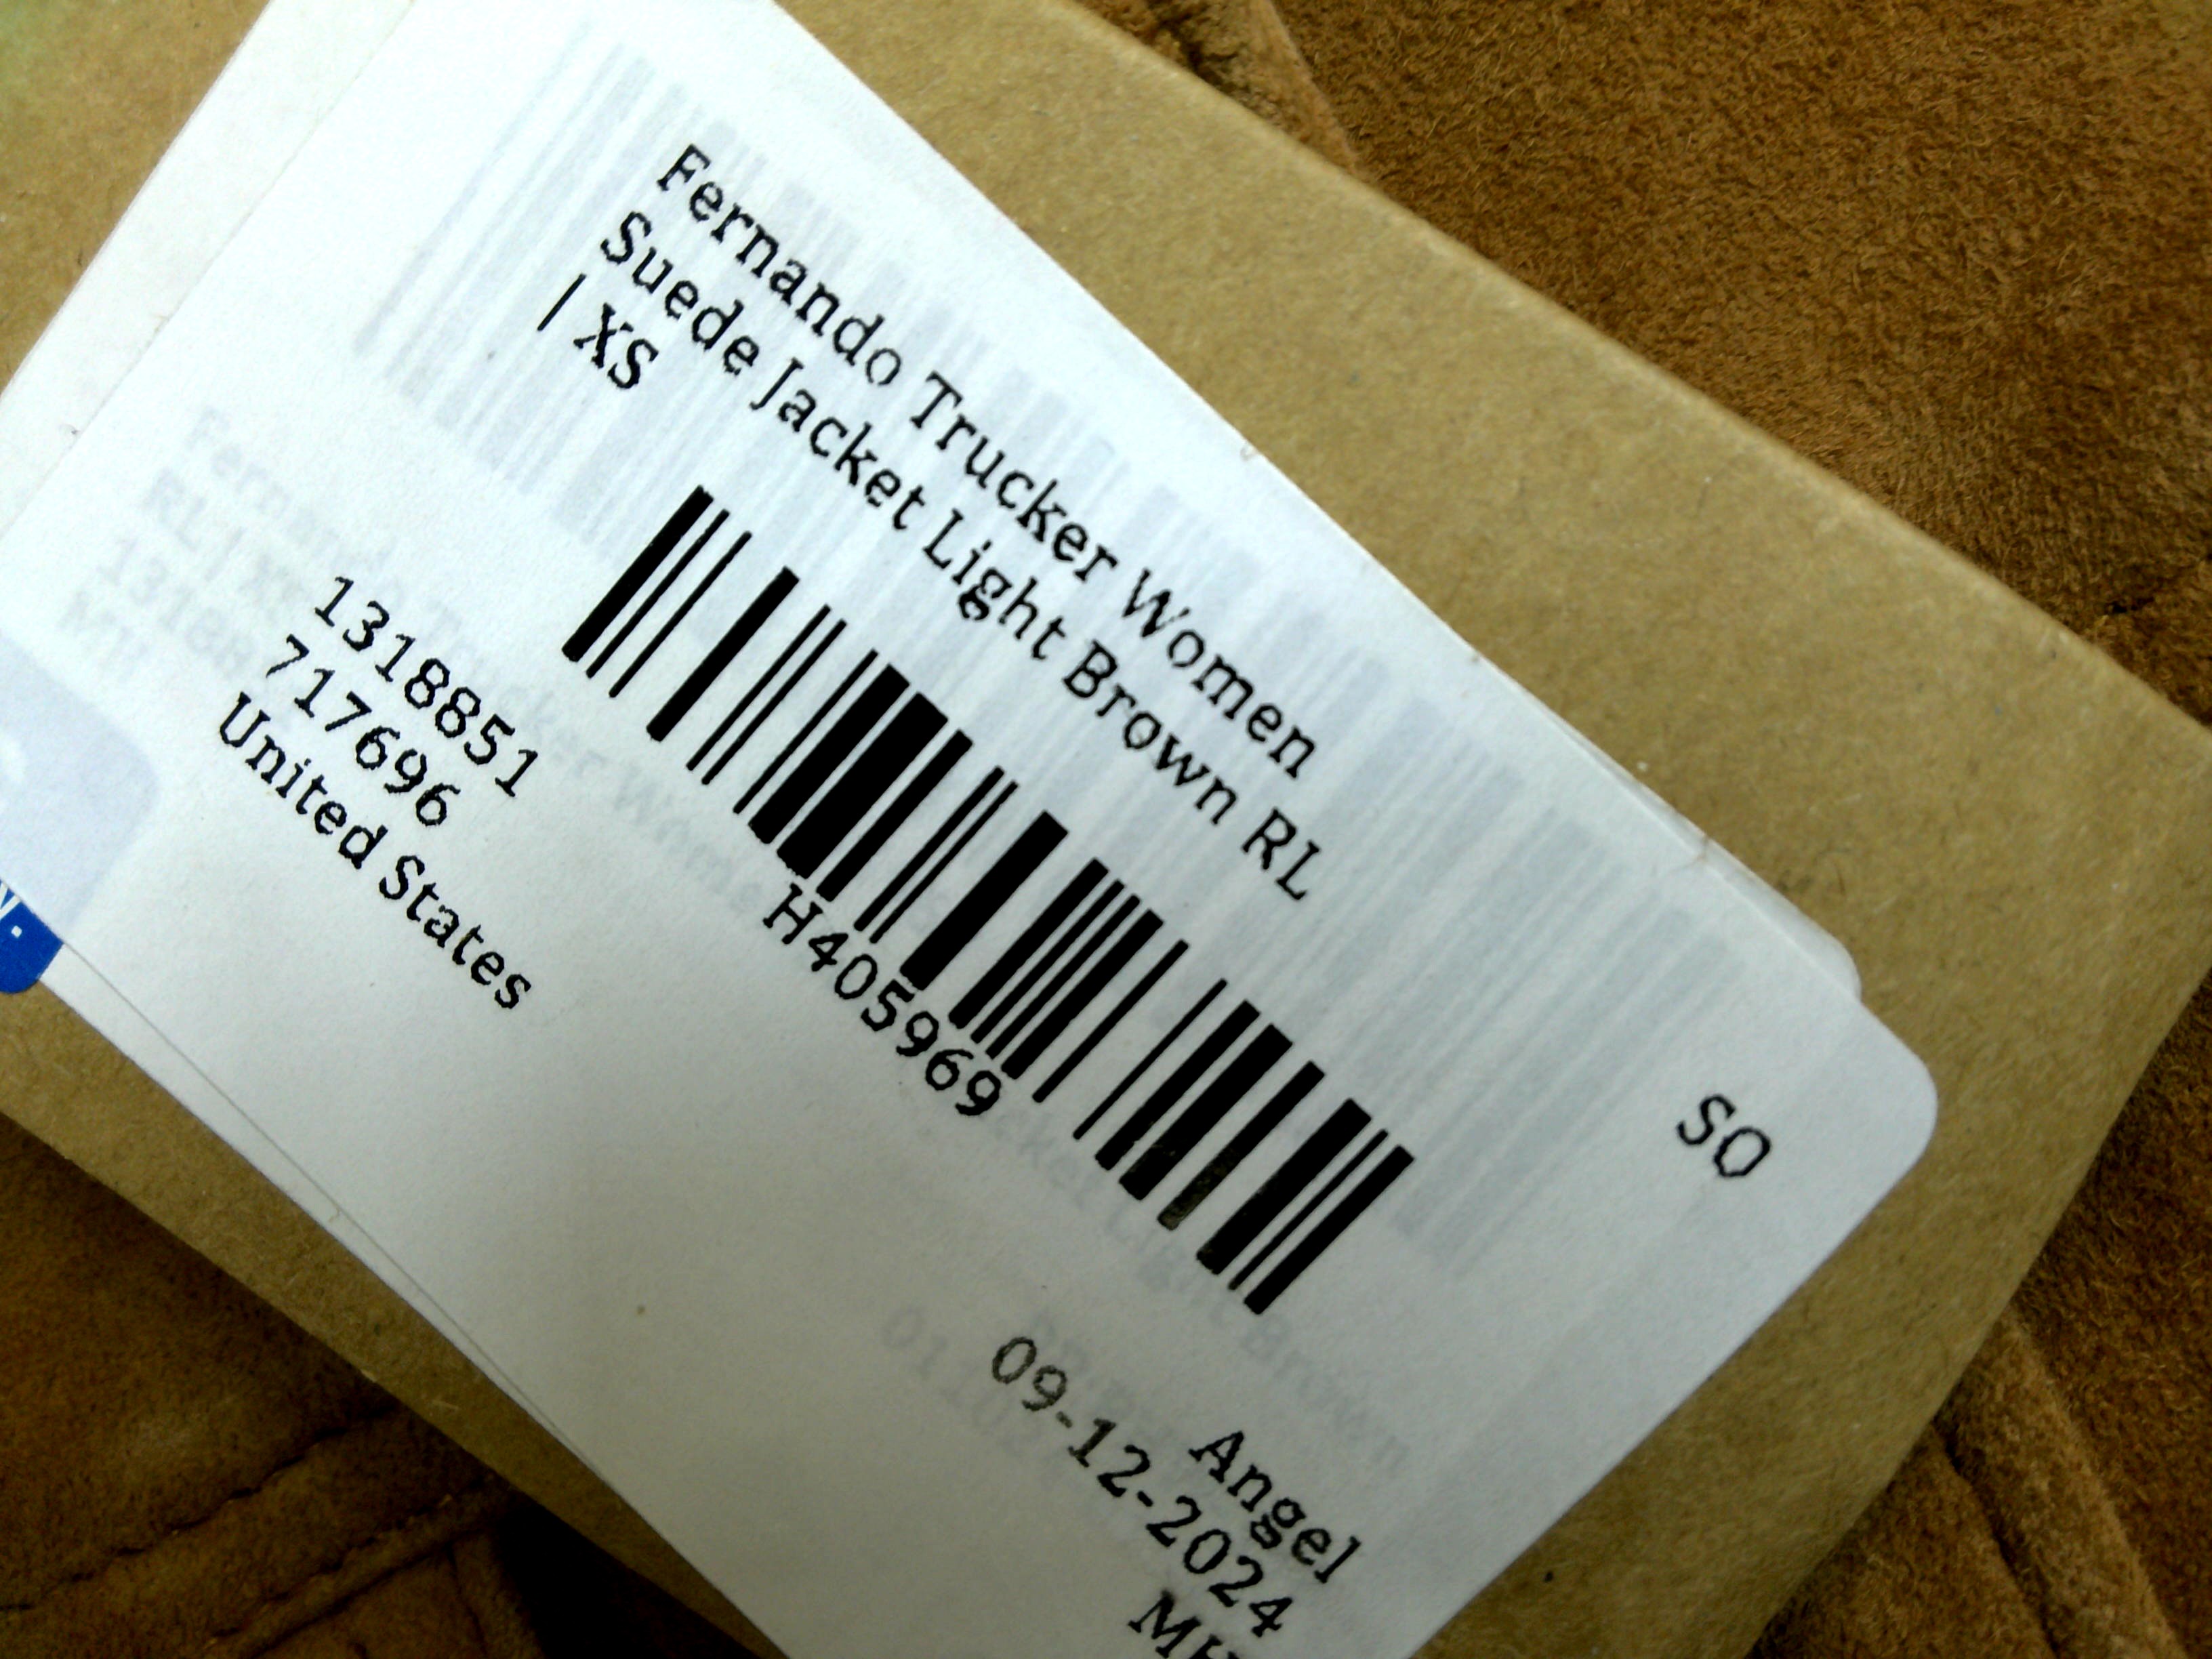 Fernando Trucker Women
Suede Jacket Light Brown RL
| XS
SO
H405969
1318851
717696
United States
Angel
09-12-2024